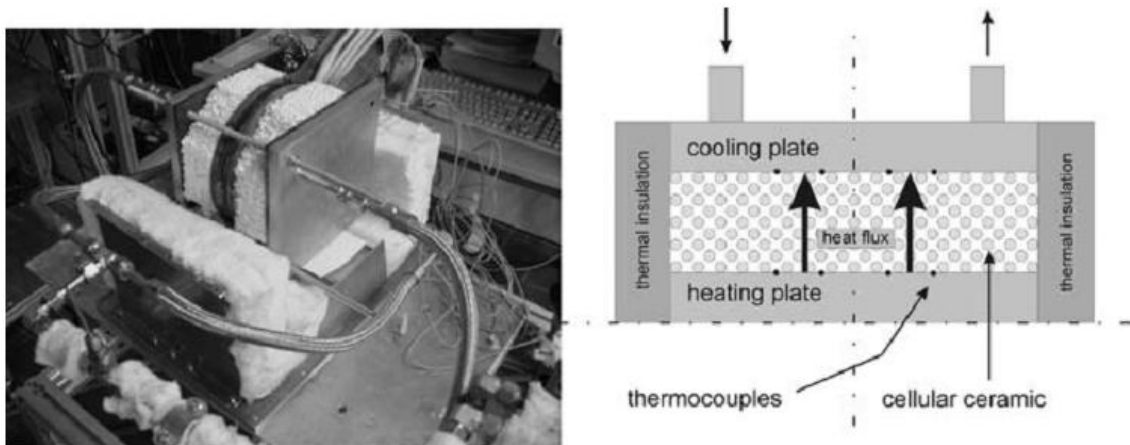 cooling plate
thermal insulation
heat flux
thermal insulation
heating plate
thermocouples
cellular ceramic